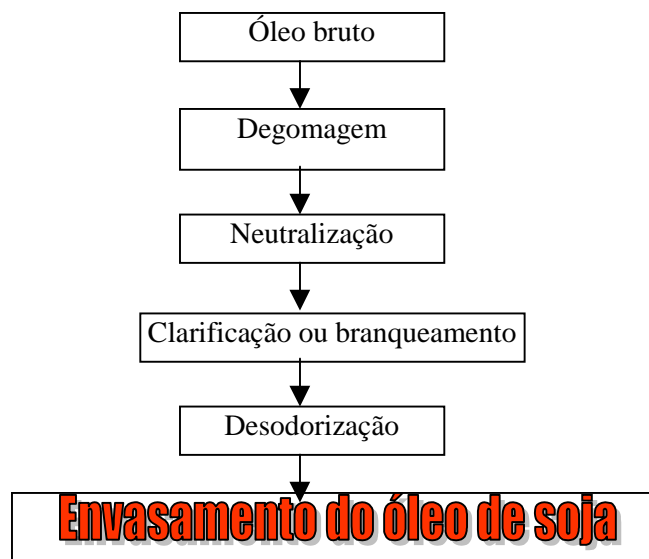 Óleo bruto
Degomagem
Neutralização
Clarificação ou branqueamento
Desodorização
Envasamento do óleo de soja